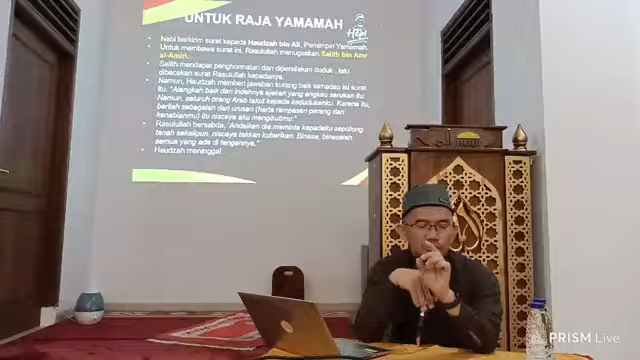 UNTUK RAJA YAMAMAH
Nabi berkirim surat kepada Haudzah bin Ali, Pemimpin Yamamah.
Untuk membawa surat ini, Rasulullah menugaskan Salith bin Amr
al-Amiri.
Salith mendapat penghormatan dan dipersilakan duduk, lalu
dibacakan surat Rasulullah kepadanya.
Namun, Haudzah memberi jawaban kurang baik terhadap isi surat
itu. "Alangkah baik dan indahnya ajakan yang engkau serukan itu.
Namun, seluruh orang Arab takut kepada kedudukanku. Karena itu,
berilah sebagian dari urusan (harta rampasan perang dan
kenabianmu) itu niscaya aku mengikutimu."
Rasulullah bersabda, 'Andaikan dia meminta kepadaku sepotong
tanah sekalipun, niscaya takkan kuberikan. Binasa, binasalah
semua yang ada di tangannya."
Haudzah meninggal
PRISM Live